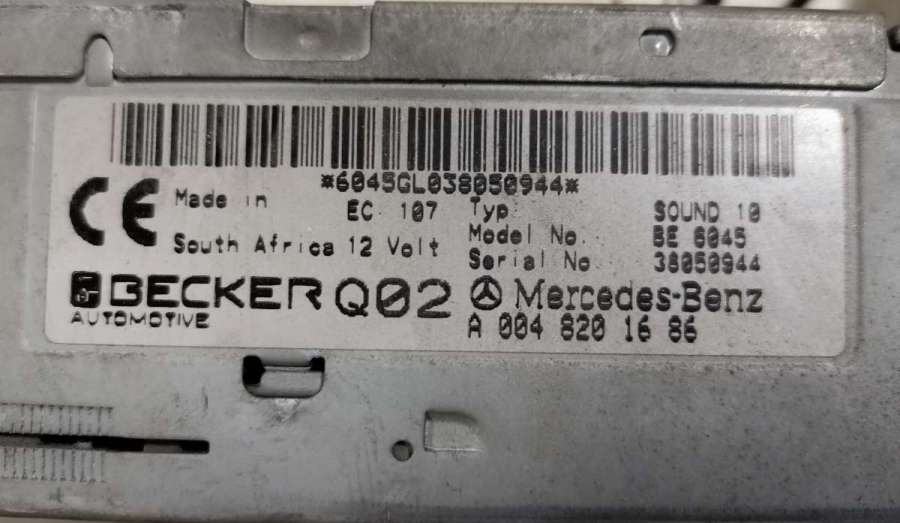 *6045GL038050944*
CE Made in EC 107 Typ: SOUND 10
South Africa 12 Volt Model No.: BE 6045
Serial No 38050944
BECKER Q02 Mercedes-Benz
AUTOMOTIVE A 004 820 16 86